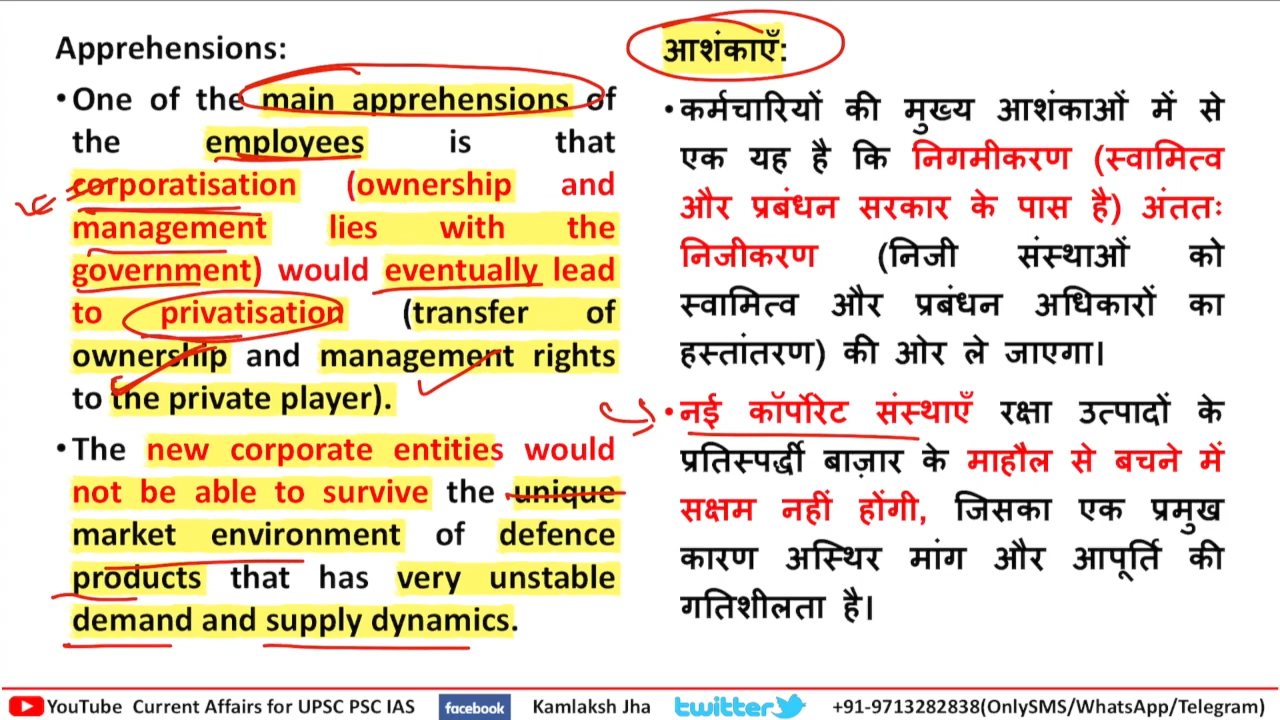 Apprehensions:
•One of the main apprehensions of
the employees is that
corporatisation (ownership and
management lies with the
government) would eventually lead
to privatisation (transfer of
ownership and management rights
to the private player).
•The new corporate entities would
not be able to survive the unique
market environment of defence
products that has very unstable
demand and supply dynamics.
आशंकाएँ:
•कर्मचारियों की मुख्य आशंकाओं में से
एक यह है कि निगमीकरण (स्वामित्व
और प्रबंधन सरकार के पास है) अंततः
निजीकरण (निजी संस्थाओं को
स्वामित्व और प्रबंधन अधिकारों का
हस्तांतरण) की ओर ले जाएगा।
•नई कॉर्पोरेट संस्थाएँ रक्षा उत्पादों के
प्रतिस्पर्द्धी बाज़ार के माहौल से बचने में
सक्षम नहीं होंगी, जिसका एक प्रमुख
कारण अस्थिर मांग और आपूर्ति की
गतिशीलता है।
YouTube Current Affairs for UPSC PSC IAS facebook Kamlaksh Jha twitter +91-9713282838(OnlySMS/WhatsApp/Telegram)